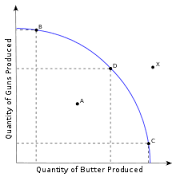 B
D
X
A
C
Quantity of Guns Produced
Quantity of Butter Produced